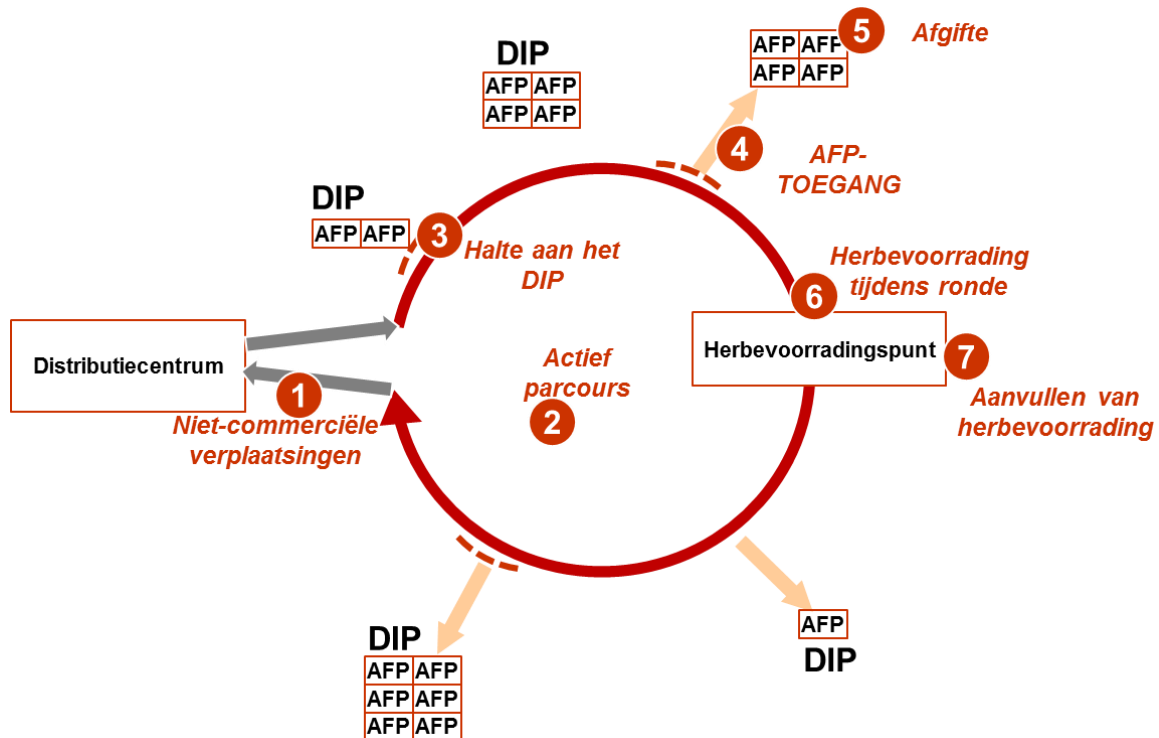 5
Afgifte
AFP AFP
AFP AFP
DIP
AFP AFP
AFP AFP
4
AFP-
TOEGANG
DIP
AFP AFP
3
Halte aan het
DIP
Herbevoorrading
tijdens ronde
6
Distributiecentrum
Herbevoorradingspunt
7
Actief
parcours
2
1
Niet-commerciële
verplaatsingen
Aanvullen van
herbevoorrading
AFP
DIP
DIP
AFP AFP
AFP AFP
AFP AFP